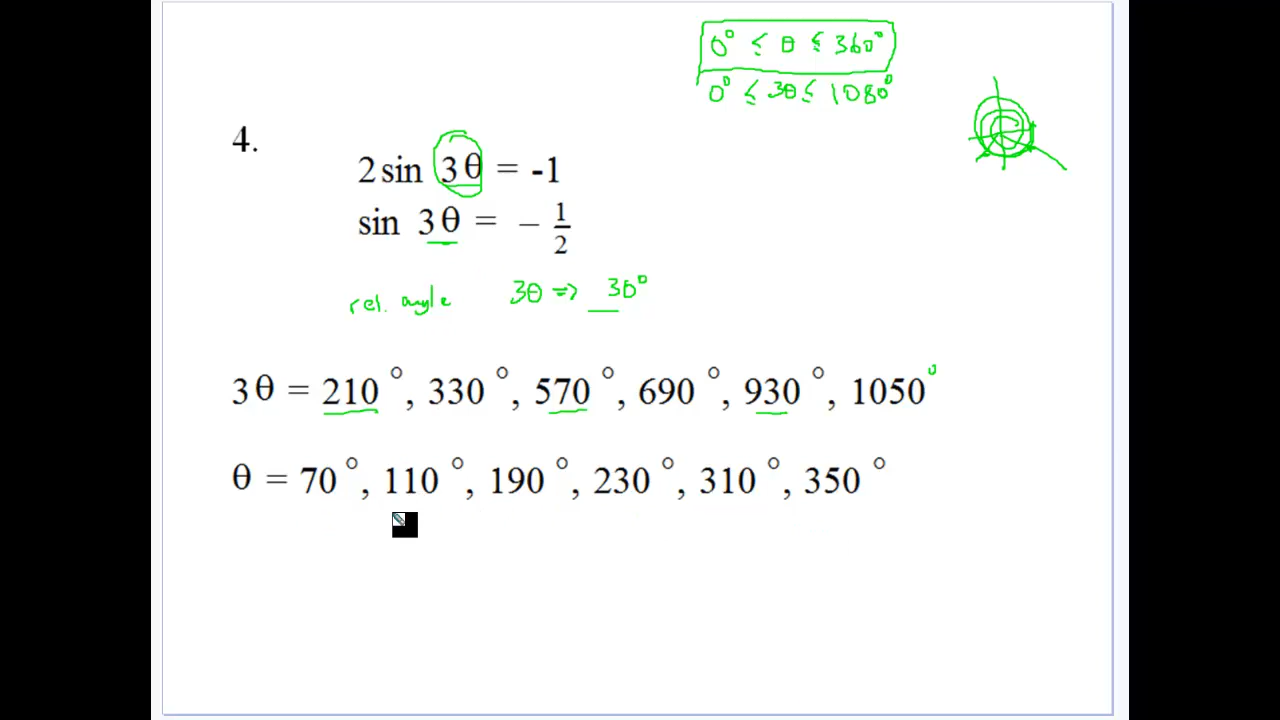 0° ≤ θ ≤ 360°
0° ≤ 3θ ≤ 1080°
4.
2 sin 3θ = -1
sin 3θ = − 1/2
rel. angle 3θ => 30°
3θ = 210°, 330°, 570°, 690°, 930°, 1050°
θ = 70°, 110°, 190°, 230°, 310°, 350°